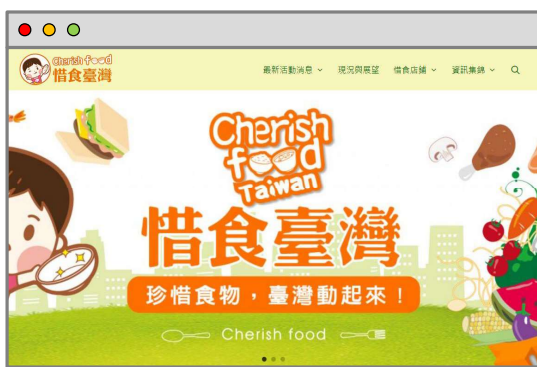 Cherish food
惜食臺灣
最新活動消息 現況與展望 惜食店舖 資訊集錦
Cherish
food
Taiwan
惜食臺灣
珍惜食物，臺灣動起來！
Cherish food